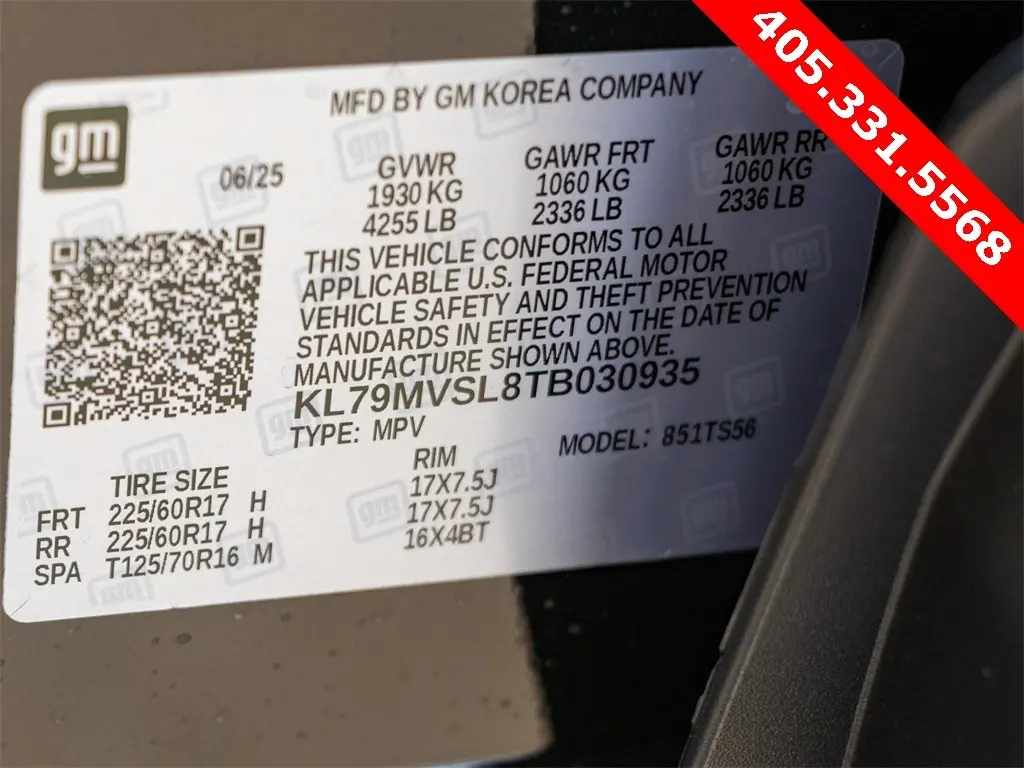 405.331.5568
MFD BY GM KOREA COMPANY
gm
06/25
GVWR GAWR FRT GAWR RR
1930 KG 1060 KG 1060 KG
4255 LB 2336 LB 2336 LB
THIS VEHICLE CONFORMS TO ALL
APPLICABLE U.S. FEDERAL MOTOR
VEHICLE SAFETY AND THEFT PREVENTION
STANDARDS IN EFFECT ON THE DATE OF
MANUFACTURE SHOWN ABOVE.
KL79MVSL8TB030935
TYPE: MPV MODEL: 851TS56
TIRE SIZE RIM
FRT 225/60R17 H 17X7.5J
RR 225/60R17 H 17X7.5J
SPA T125/70R16 M 16X4BT